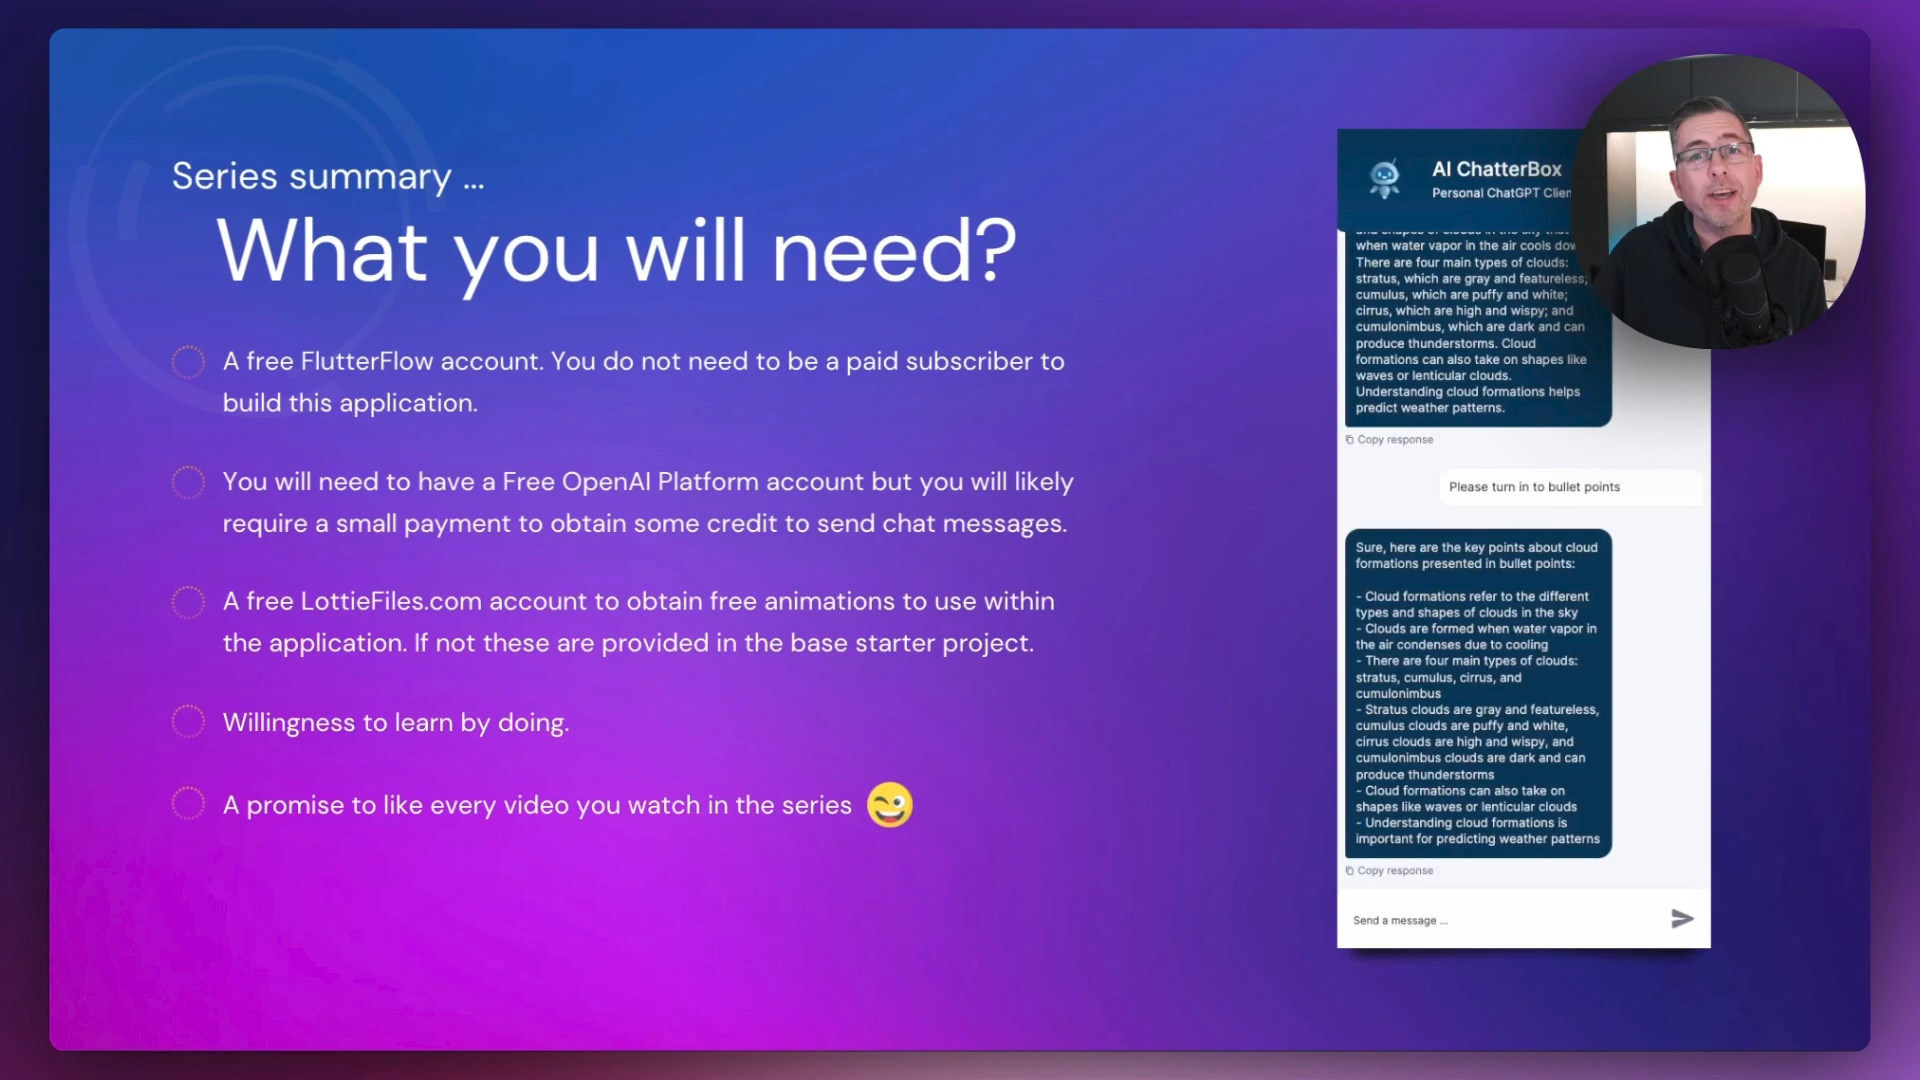 Series summary ...
What you will need?
A free FlutterFlow account. You do not need to be a paid subscriber to
build this application.
You will need to have a Free OpenAI Platform account but you will likely
require a small payment to obtain some credit to send chat messages.
A free LottieFiles.com account to obtain free animations to use within
the application. If not these are provided in the base starter project.
Willingness to learn by doing.
A promise to like every video you watch in the series
AI ChatterBox
Personal ChatGPT
when water vapor in the air cools
There are four main types of clouds:
stratus, which are gray and featureless;
cumulus, which are puffy and white;
cirrus, which are high and wispy; and
cumulonimbus, which are dark and can
produce thunderstorms. Cloud
formations can also take on shapes like
waves or lenticular clouds.
Understanding cloud formations helps
predict weather patterns.
Copy response
Please turn in to bullet points
Sure, here are the key points about cloud
formations presented in bullet points:
- Cloud formations refer to the different
types and shapes of clouds in the sky
- Clouds are formed when water vapor in
the air condenses due to cooling
- There are four main types of clouds:
stratus, cumulus, cirrus, and
cumulonimbus
- Stratus clouds are gray and featureless,
cumulus clouds are puffy and white,
cirrus clouds are high and wispy, and
cumulonimbus clouds are dark and can
produce thunderstorms
- Cloud formations can also take on
shapes like waves or lenticular clouds
- Understanding cloud formations is
important for predicting weather patterns
Copy response
Send a message ...